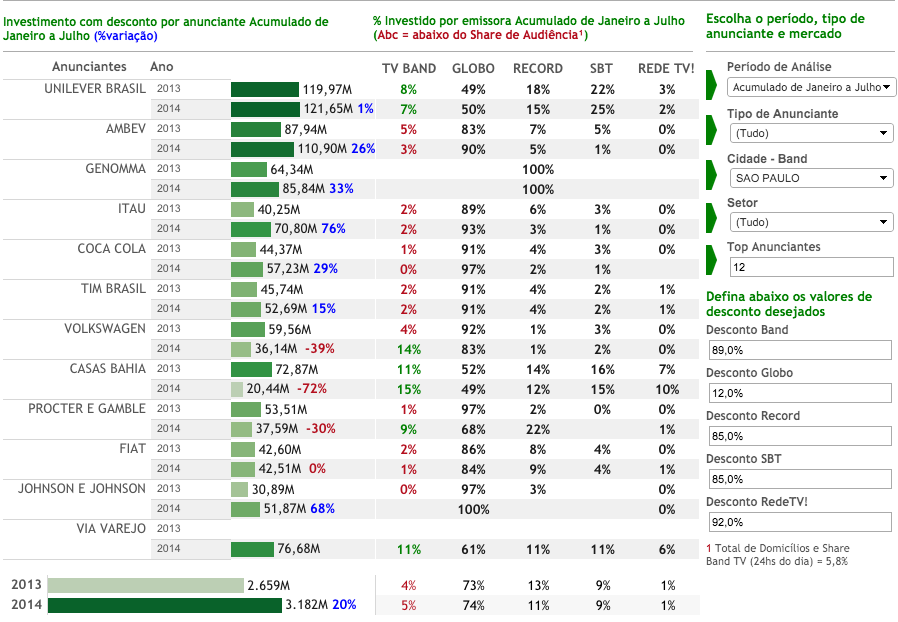 Investimento com desconto por anunciante Acumulado de
Janeiro a Julho (%variação)
% Investido por emissora Acumulado de Janeiro a Julho
(Abc = abaixo do Share de Audiência¹)
Anunciantes Ano TV BAND GLOBO RECORD SBT REDE TV!
UNILEVER BRASIL 2013 119,97M 8% 49% 18% 22% 3%
2014 121,65M 1% 7% 50% 15% 25% 2%
AMBEV 2013 87,94M 5% 83% 7% 5% 0%
2014 110,90M 26% 3% 90% 5% 1% 0%
GENOMMA 2013 64,34M 100%
2014 85,84M 33% 100%
ITAU 2013 40,25M 2% 89% 6% 3% 0%
2014 70,80M 76% 2% 93% 3% 1% 0%
COCA COLA 2013 44,37M 1% 91% 4% 3% 0%
2014 57,23M 29% 0% 97% 2% 1%
TIM BRASIL 2013 45,74M 2% 91% 4% 2% 1%
2014 52,69M 15% 2% 91% 4% 2% 1%
VOLKSWAGEN 2013 59,56M 4% 92% 1% 3% 0%
2014 36,14M -39% 14% 83% 1% 2% 0%
CASAS BAHIA 2013 72,87M 11% 52% 14% 16% 7%
2014 20,44M -72% 15% 49% 12% 15% 10%
PROCTER E GAMBLE 2013 53,51M 1% 97% 2% 0% 0%
2014 37,59M -30% 9% 68% 22% 1%
FIAT 2013 42,60M 2% 86% 8% 4% 0%
2014 42,51M 0% 1% 84% 9% 4% 1%
JOHNSON E JOHNSON 2013 30,89M 0% 97% 3% 0%
2014 51,87M 68% 100% 0%
VIA VAREJO 2013
2014 76,68M 11% 61% 11% 11% 6%
2013 2.659M 4% 73% 13% 9% 1%
2014 3.182M 20% 5% 74% 11% 9% 1%
Escolha o período, tipo de
anunciante e mercado
Período de Análise
Acumulado de Janeiro a Julho
Tipo de Anunciante
(Tudo)
Cidade - Band
SAO PAULO
Setor
(Tudo)
Top Anunciantes
12
Defina abaixo os valores de
desconto desejados
Desconto Band
89,0%
Desconto Globo
12,0%
Desconto Record
85,0%
Desconto SBT
85,0%
Desconto RedeTV!
92,0%
1 Total de Domicílios e Share
Band TV (24hs do dia) = 5,8%